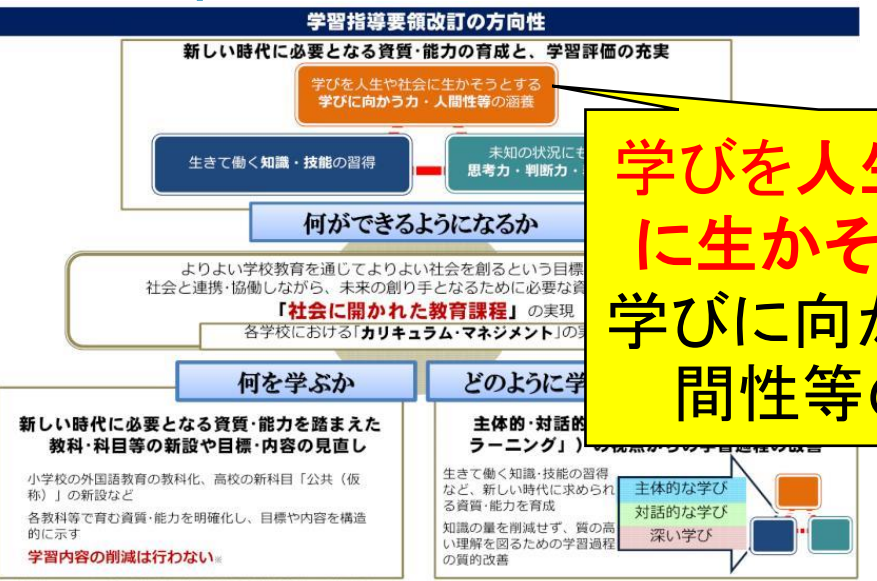 学習指導要領改訂の方向性
新しい時代に必要となる資質・能力の育成と、学習評価の充実
学びを人生や社会に生かそうとする
学びに向かう力・人間性等の涵養
生きて働く知識・技能の習得
未知の状況にも
思考力・判断力・
何ができるようになるか
よりよい学校教育を通じてよりよい社会を創るという目標
社会と連携・協働しながら、未来の創り手となるために必要な資
「社会に開かれた教育課程」の実現
各学校における「カリキュラム・マネジメント」の実
学びを人生
に生かそ
学びに向か
間性等の
何を学ぶか
新しい時代に必要となる資質・能力を踏まえた
教科・科目等の新設や目標・内容の見直し
小学校の外国語教育の教科化、高校の新科目「公共（仮
称）」の新設など
各教科等で育む資質・能力を明確化し、目標や内容を構造
的に示す
学習内容の削減は行わない※
どのように学
主体的・対話的
ラーニング」）の視点からの学習過程の改善
生きて働く知識・技能の習得
など、新しい時代に求められ
る資質・能力を育成
知識の量を削減せず、質の高
い理解を図るための学習過程
の質的改善
主体的な学び
対話的な学び
深い学び